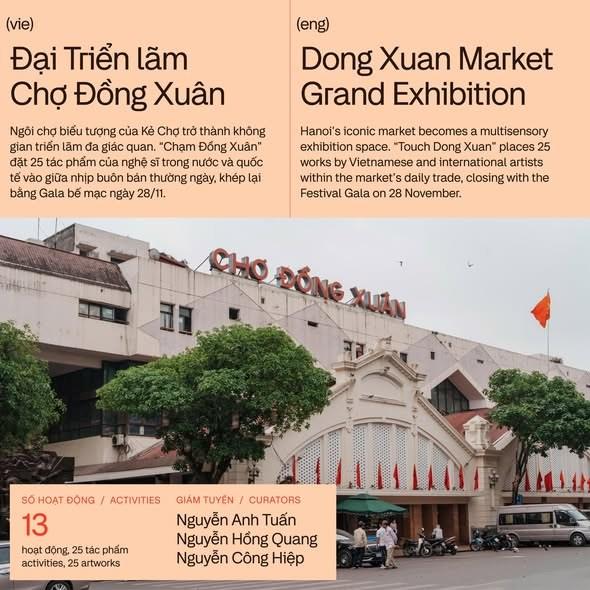 (vie)
Đại Triển lãm
Chợ Đồng Xuân
Ngôi chợ biểu tượng của Kẻ Chợ trở thành không
gian triển lãm đa giác quan. “Chạm Đồng Xuân”
đặt 25 tác phẩm của nghệ sĩ trong nước và quốc
tế vào giữa nhịp buôn bán thường ngày, khép lại
bằng Gala bế mạc ngày 28/11.
(eng)
Dong Xuan Market
Grand Exhibition
Hanoi's iconic market becomes a multisensory
exhibition space. “Touch Dong Xuan” places 25
works by Vietnamese and international artists
within the market's daily trade, closing with the
Festival Gala on 28 November.
CHỢ ĐỒNG XUÂN
SỐ HOẠT ĐỘNG / ACTIVITIES
13
hoạt động, 25 tác phẩm
activities, 25 artworks
GIÁM TUYỂN / CURATORS
Nguyễn Anh Tuấn
Nguyễn Hồng Quang
Nguyễn Công Hiệp